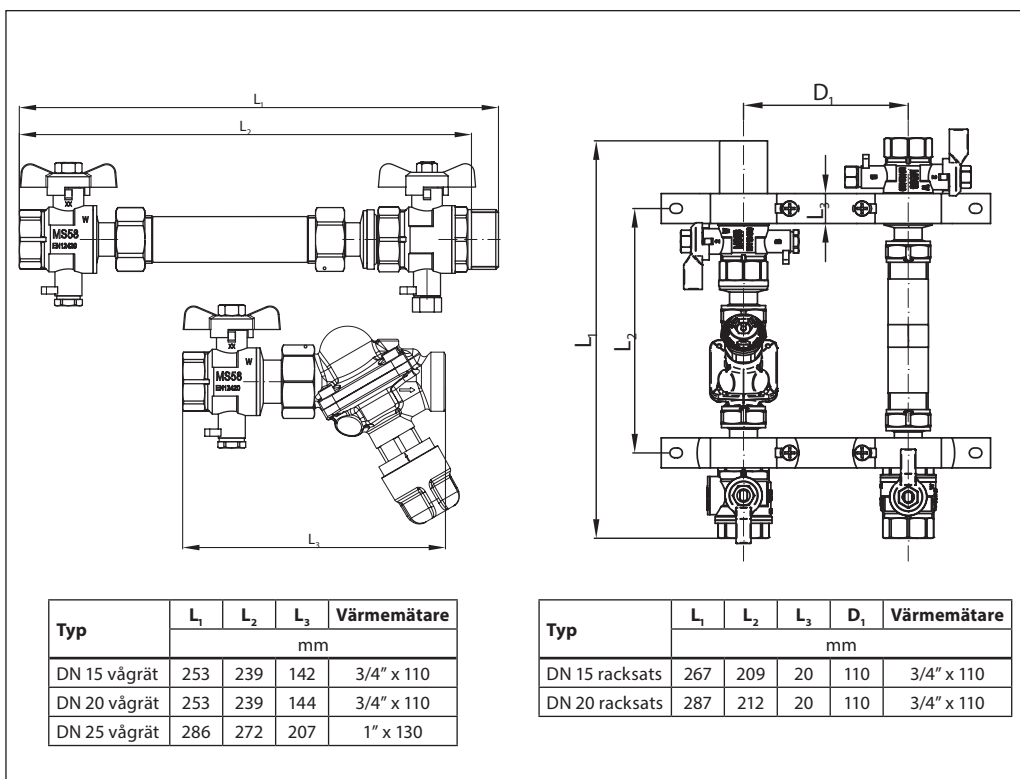 L₁
L₂
XX
W
MS58
EN12420
XX
W
MS58
EN12420
L₃
D₁
L₃
L₁
L₂
Typ L₁ L₂ L₃ Värmemätare
mm
DN 15 vågrät 253 239 142 3/4" x 110
DN 20 vågrät 253 239 144 3/4" x 110
DN 25 vågrät 286 272 207 1" x 130
Typ L₁ L₂ L₃ D₁ Värmemätare
mm
DN 15 racksats 267 209 20 110 3/4" x 110
DN 20 racksats 287 212 20 110 3/4" x 110